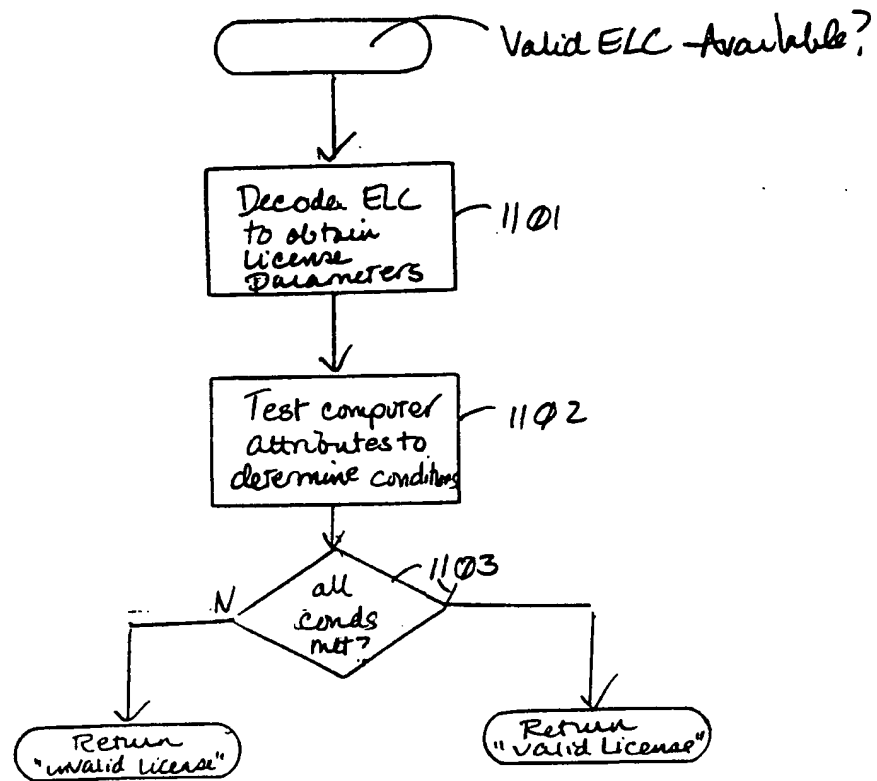 Valid ELC Available?
Decoder ELC
to obtain
License
Parameters
1101
Test computer
attributes to
determine conditions
1102
all
conds
met?
1103
N
Return
"invalid license"
Return
"valid License"